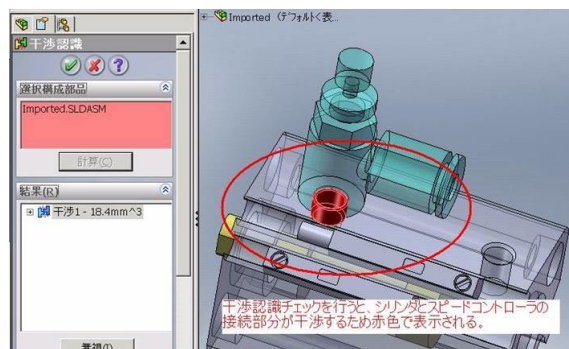 Imported (デフォルト<表...
干渉認識
?
選択構成部品
Imported.SLDASM
計算(C)
結果(R)
干渉1 - 18.4mm^3
無視(I)
干渉認識チェックを行うと、シリンダとスピードコントローラの
接続部分が干渉するため赤色で表示される。